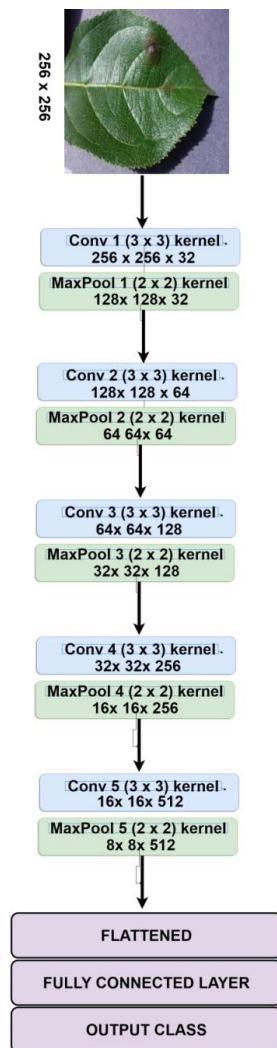 256 x 256
Conv 1 (3 x 3) kernel
256 x 256 x 32
MaxPool 1 (2 x 2) kernel
128x 128x 32
Conv 2 (3 x 3) kernel
128x 128 x 64
MaxPool 2 (2 x 2) kernel
64 64x 64
Conv 3 (3 x 3) kernel
64x 64x 128
MaxPool 3 (2 x 2) kernel
32x 32x 128
Conv 4 (3 x 3) kernel
32x 32x 256
MaxPool 4 (2 x 2) kernel
16x 16x 256
Conv 5 (3 x 3) kernel
16x 16x 512
MaxPool 5 (2 x 2) kernel
8x 8x 512
FLATTENED
FULLY CONNECTED LAYER
OUTPUT CLASS